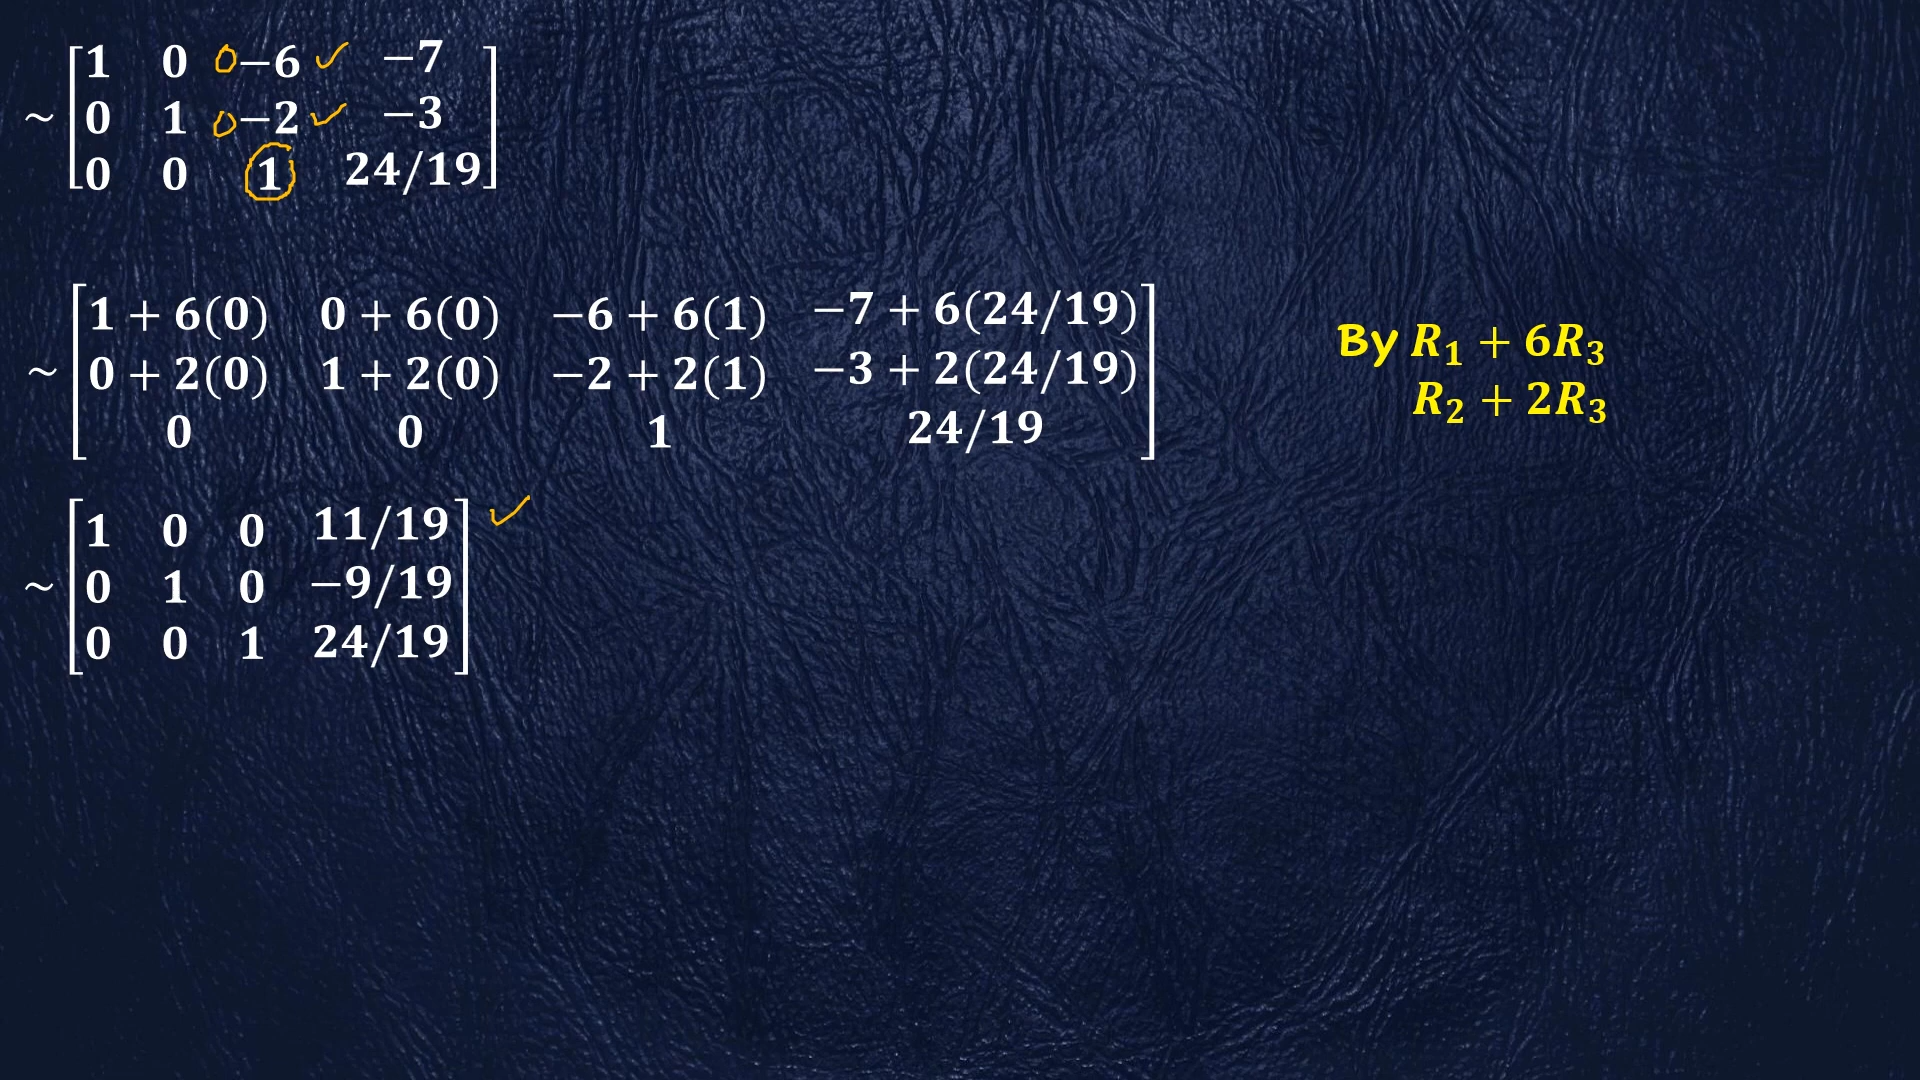 1 0 0 −6 ✓ −7
∼ 0 1 0 −2 ✓ −3
0 0 1 24/19
1 + 6(0) 0 + 6(0) −6 + 6(1) −7 + 6(24/19)
∼ 0 + 2(0) 1 + 2(0) −2 + 2(1) −3 + 2(24/19)
0 0 1 24/19
By R₁ + 6R₃
R₂ + 2R₃
1 0 0 11/19 ✓
∼ 0 1 0 −9/19
0 0 1 24/19